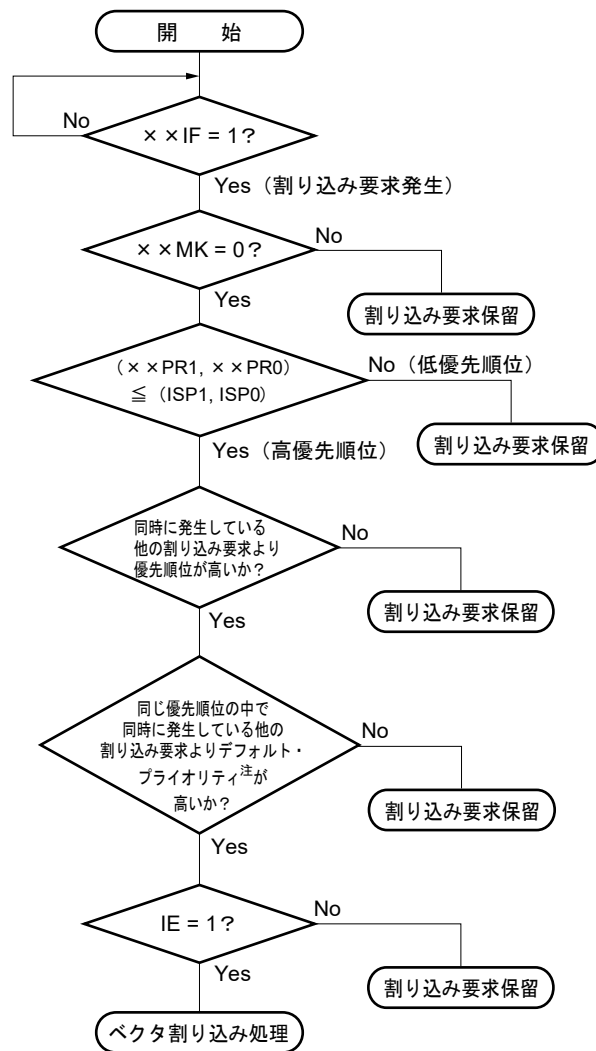 開 始
No
××IF = 1?
Yes（割り込み要求発生）
××MK = 0?
No
Yes
割り込み要求保留
（××PR1, ××PR0）
≦（ISP1, ISP0）
No（低優先順位）
割り込み要求保留
Yes（高優先順位）
同時に発生している
他の割り込み要求より
優先順位が高いか？
No
割り込み要求保留
Yes
同じ優先順位の中で
同時に発生している他の
割り込み要求よりデフォルト・
プライオリティ注が
高いか？
No
割り込み要求保留
Yes
IE = 1?
No
Yes
割り込み要求保留
ベクタ割り込み処理